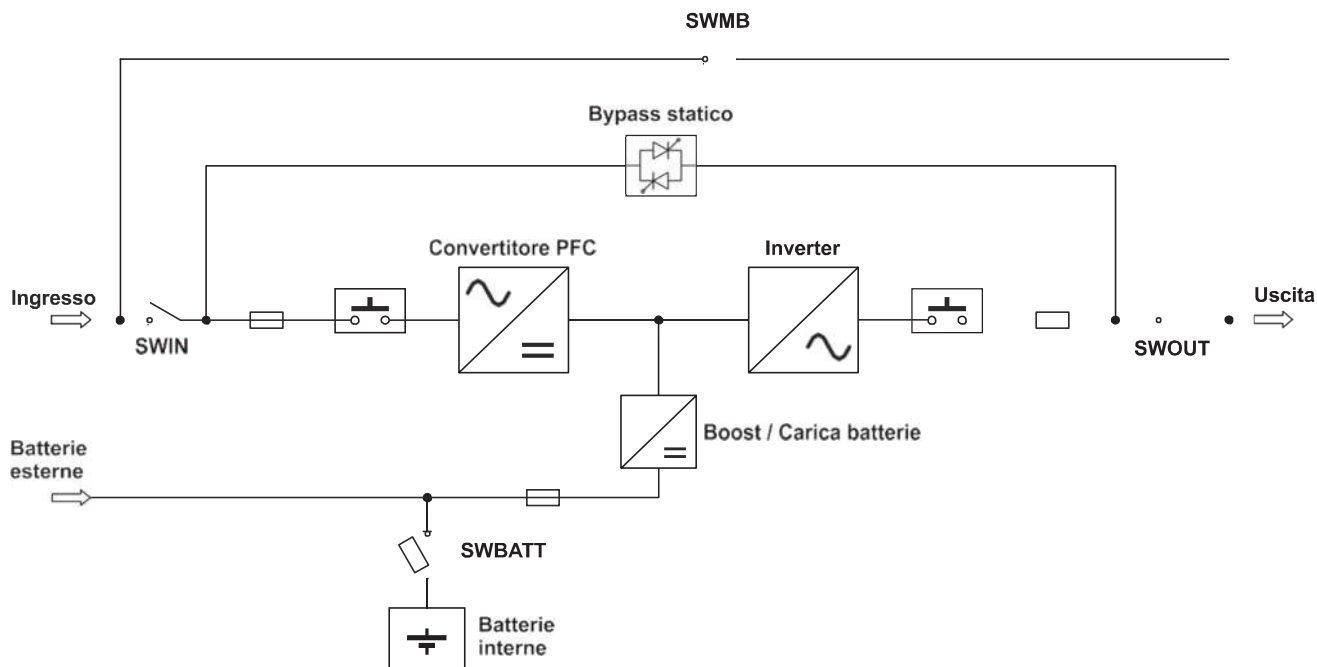 SWMB
Bypass statico
Convertitore PFC
Inverter
Ingresso
Uscita
SWIN
SWOUT
Boost / Carica batterie
Batterie
esterne
SWBATT
Batterie
interne